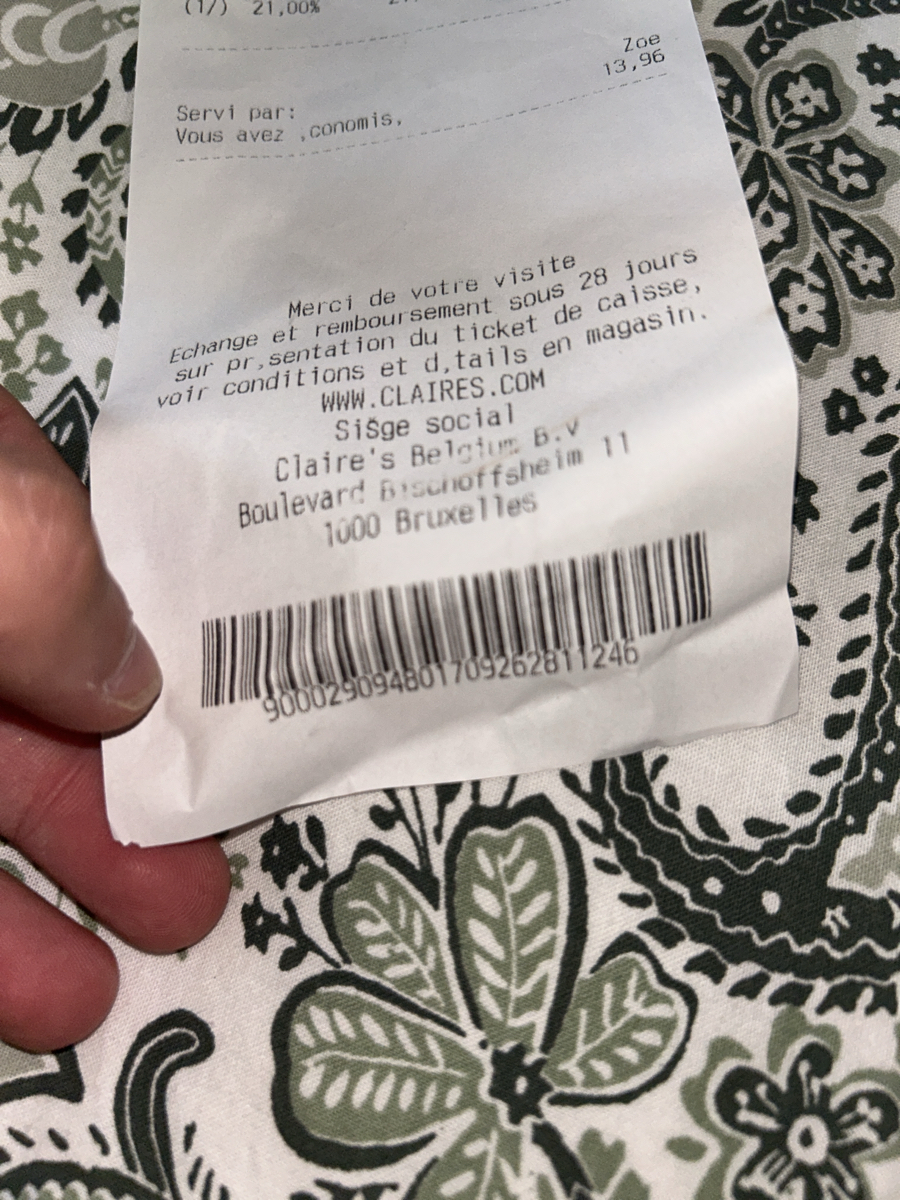 (1/) 21,00%
Zoe
13,96
Servi par:
Vous avez ,conomis,
Merci de votre visite
Echange et remboursement sous 28 jours
sur pr,sentation du ticket de caisse,
voir conditions et d,tails en magasin.
WWW.CLAIRES.COM
SiŠge social
Claire's Belgium B.V
Boulevard Bischoffsheim 11
1000 Bruxelles
9000290948017092628​11246